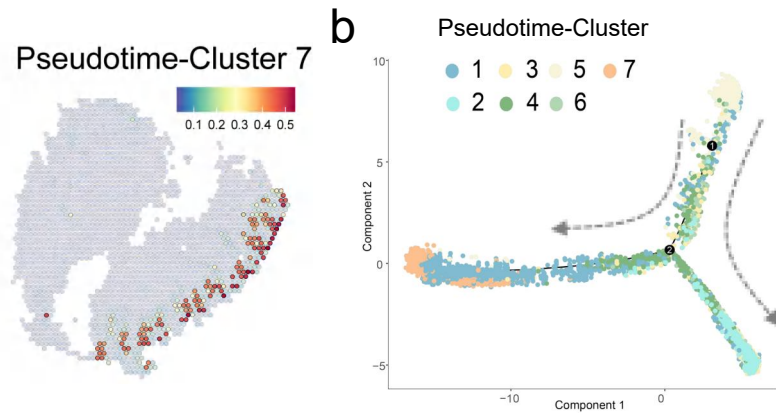 Pseudotime-Cluster 7
0.1 0.2 0.3 0.4 0.5
b
Pseudotime-Cluster
1 3 5 7
2 4 6
10
5
0
−5
Component 2
1
2
−10 0
Component 1